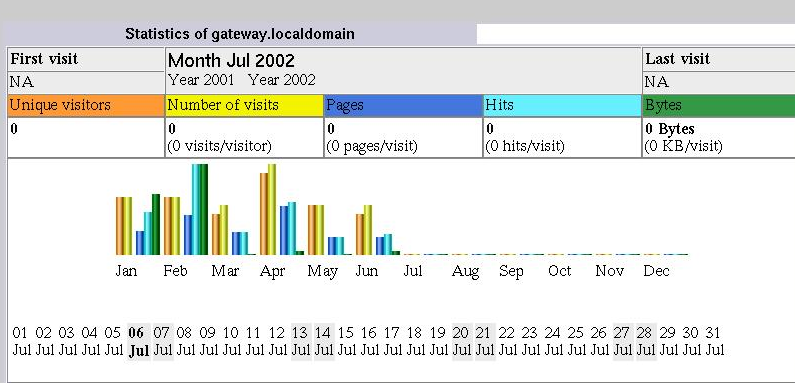 Statistics of gateway.localdomain
First visit Month Jul 2002 Last visit
NA Year 2001 Year 2002 NA
Unique visitors Number of visits Pages Hits Bytes
0 0 0 0 0 Bytes
(0 visits/visitor) (0 pages/visit) (0 hits/visit) (0 KB/visit)
Jan Feb Mar Apr May Jun Jul Aug Sep Oct Nov Dec
01 02 03 04 05 06 07 08 09 10 11 12 13 14 15 16 17 18 19 20 21 22 23 24 25 26 27 28 29 30 31
Jul Jul Jul Jul Jul Jul Jul Jul Jul Jul Jul Jul Jul Jul Jul Jul Jul Jul Jul Jul Jul Jul Jul Jul Jul Jul Jul Jul Jul Jul Jul